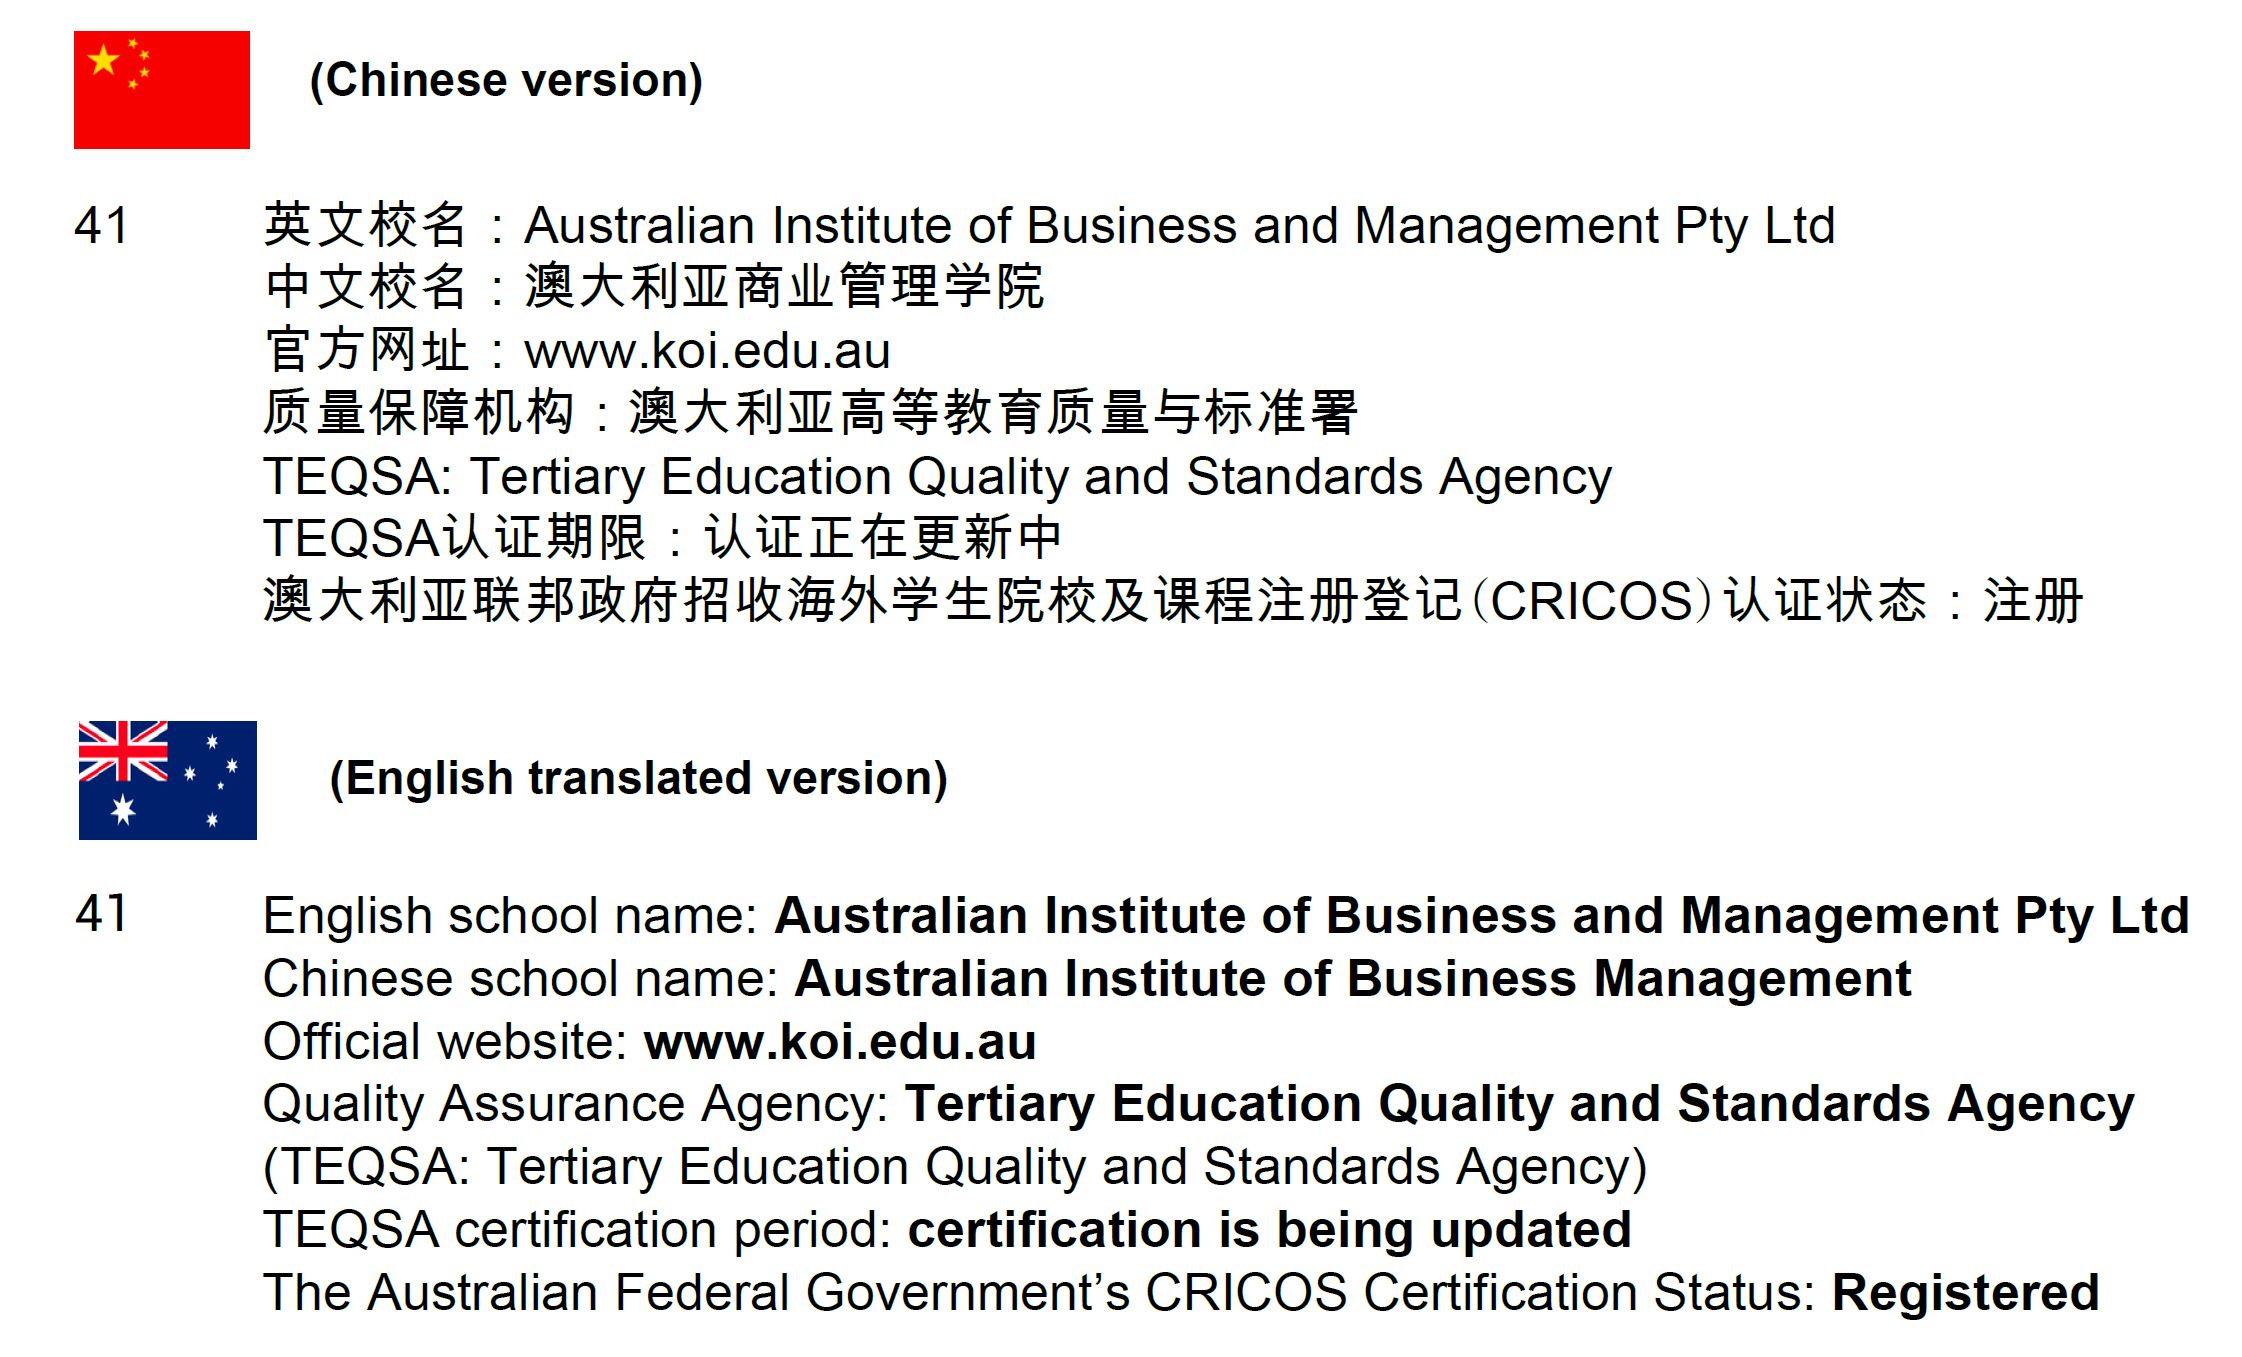 (Chinese version)
41 英文校名：Australian Institute of Business and Management Pty Ltd
中文校名：澳大利亚商业管理学院
官方网址：www.koi.edu.au
质量保障机构：澳大利亚高等教育质量与标准署
TEQSA: Tertiary Education Quality and Standards Agency
TEQSA认证期限：认证正在更新中
澳大利亚联邦政府招收海外学生院校及课程注册登记（CRICOS）认证状态：注册
(English translated version)
41 English school name: Australian Institute of Business and Management Pty Ltd
Chinese school name: Australian Institute of Business Management
Official website: www.koi.edu.au
Quality Assurance Agency: Tertiary Education Quality and Standards Agency
(TEQSA: Tertiary Education Quality and Standards Agency)
TEQSA certification period: certification is being updated
The Australian Federal Government’s CRICOS Certification Status: Registered